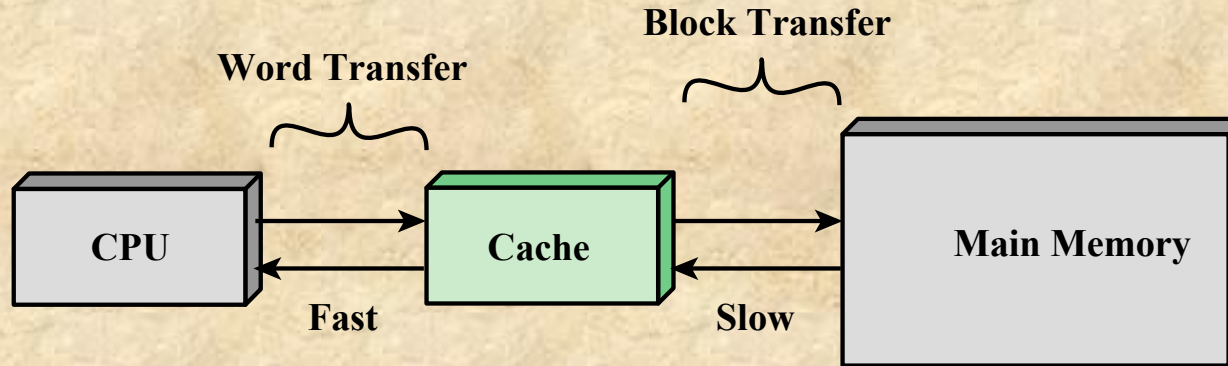 Block Transfer
Word Transfer
CPU
Cache
Main Memory
Fast
Slow